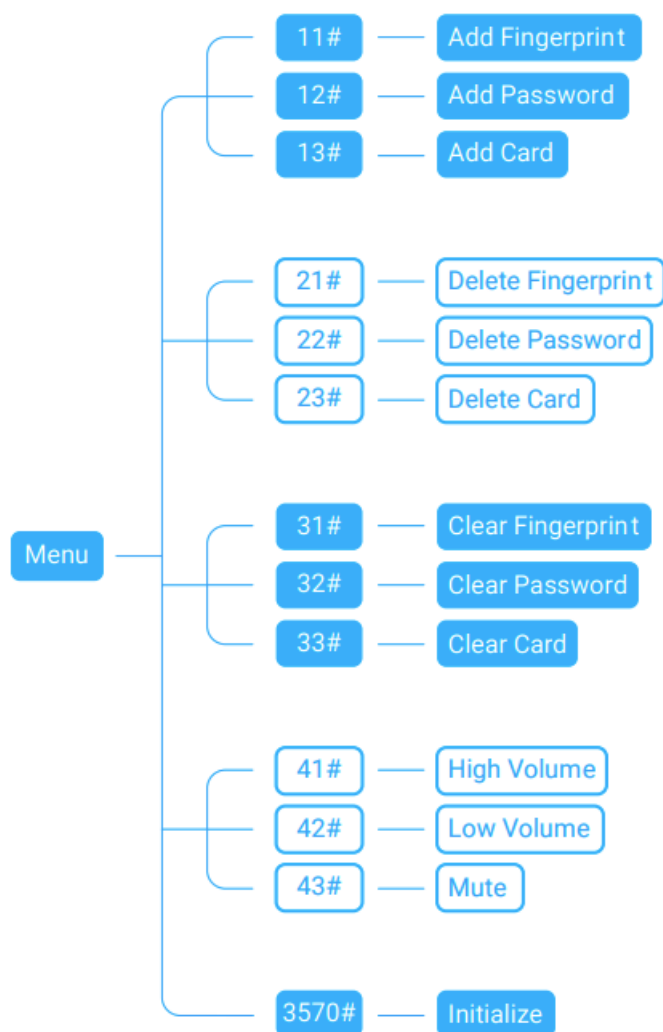 11# Add Fingerprint
12# Add Password
13# Add Card
21# Delete Fingerprint
22# Delete Password
23# Delete Card
31# Clear Fingerprint
Menu
32# Clear Password
33# Clear Card
41# High Volume
42# Low Volume
43# Mute
3570# Initialize